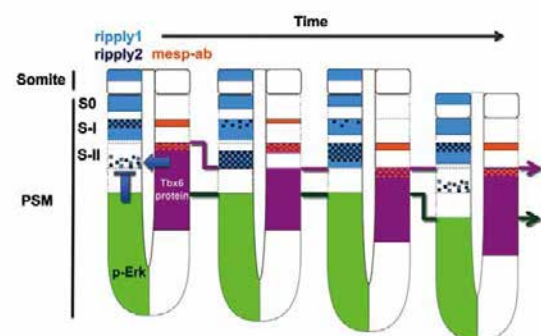 Time
ripply1
ripply2 mesp-ab
Somite
S0
S-I
S-II
PSM
Tbx6
protein
p-Erk